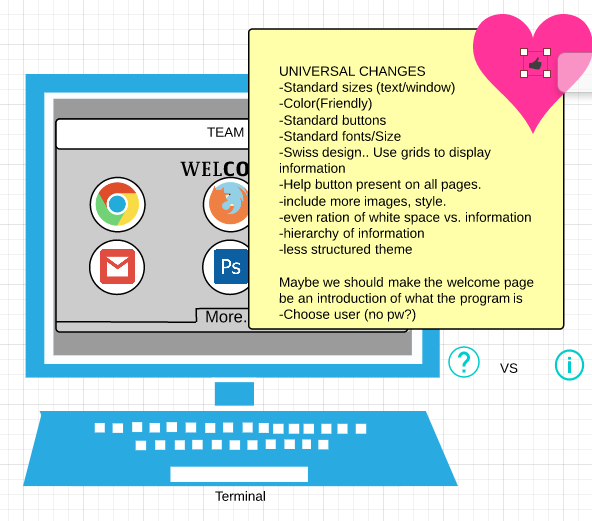 UNIVERSAL CHANGES
-Standard sizes (text/window)
-Color(Friendly)
-Standard buttons
-Standard fonts/Size
-Swiss design.. Use grids to display
information
-Help button present on all pages.
-include more images, style.
-even ration of white space vs. information
-hierarchy of information
-less structured theme
Maybe we should make the welcome page
be an introduction of what the program is
-Choose user (no pw?)
TEAM
WELCO
Ps
More.
? VS i
Terminal